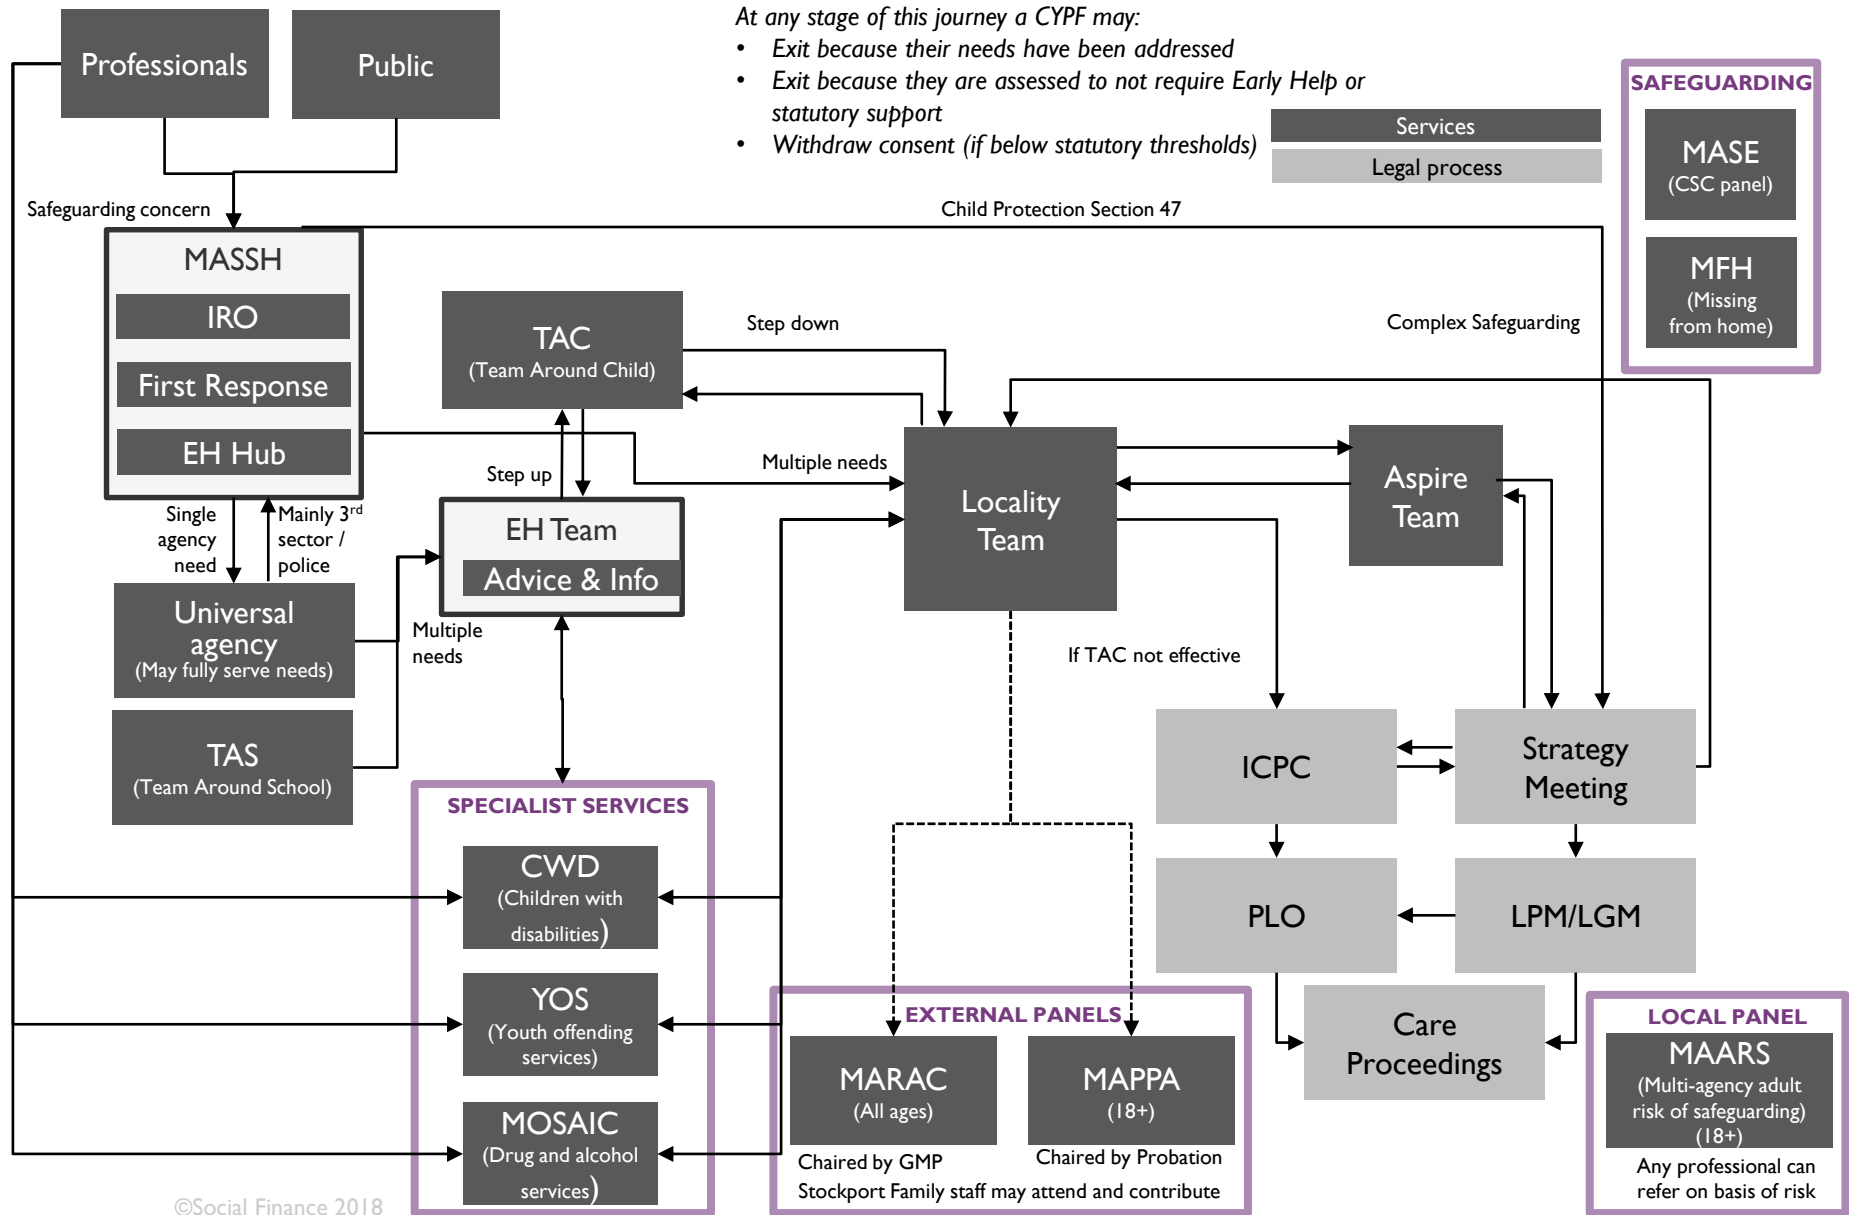 At any stage of this journey a CYPF may:
• Exit because their needs have been addressed
• Exit because they are assessed to not require Early Help or
statutory support
• Withdraw consent (if below statutory thresholds)
Services
Legal process
Professionals
Public
SAFEGUARDING
MASE
(CSC panel)
MFH
(Missing
from home)
Safeguarding concern
Child Protection Section 47
MASSH
IRO
First Response
EH Hub
TAC
(Team Around Child)
Step down
Complex Safeguarding
Step up
Multiple needs
Locality
Team
Aspire
Team
Single
agency
need
Mainly 3rd
sector /
police
EH Team
Advice & Info
Universal
agency
(May fully serve needs)
Multiple
needs
If TAC not effective
TAS
(Team Around School)
ICPC
Strategy
Meeting
SPECIALIST SERVICES
CWD
(Children with
disabilities)
YOS
(Youth offending
services)
MOSAIC
(Drug and alcohol
services)
PLO
LPM/LGM
Care
Proceedings
EXTERNAL PANELS
MARAC
(All ages)
MAPPA
(18+)
Chaired by GMP
Chaired by Probation
Stockport Family staff may attend and contribute
LOCAL PANEL
MAARS
(Multi-agency adult
risk of safeguarding)
(18+)
Any professional can
refer on basis of risk
©Social Finance 2018